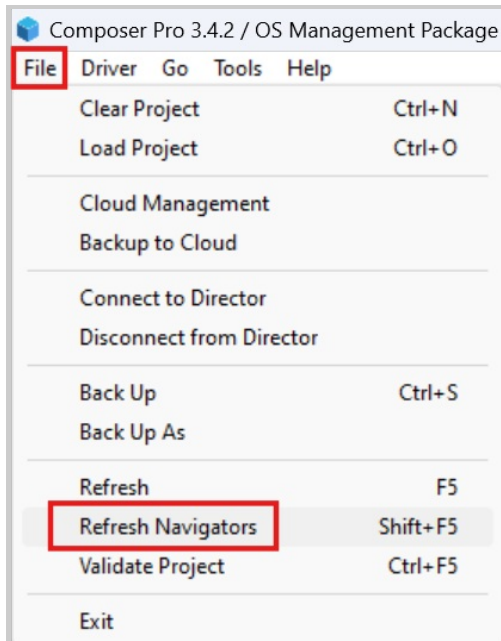 Composer Pro 3.4.2 / OS Management Package
File Driver Go Tools Help
Clear Project Ctrl+N
Load Project Ctrl+O
Cloud Management
Backup to Cloud
Connect to Director
Disconnect from Director
Back Up Ctrl+S
Back Up As
Refresh F5
Refresh Navigators Shift+F5
Validate Project Ctrl+F5
Exit